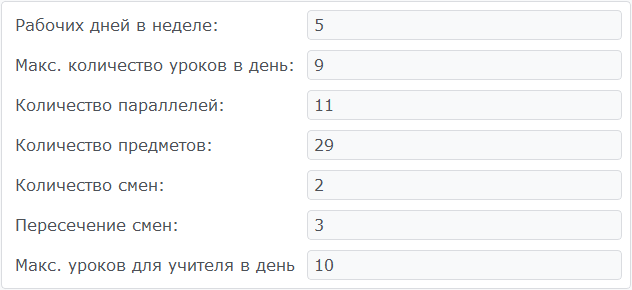 Рабочих дней в неделе: 5
Макс. количество уроков в день: 9
Количество параллелей: 11
Количество предметов: 29
Количество смен: 2
Пересечение смен: 3
Макс. уроков для учителя в день 10